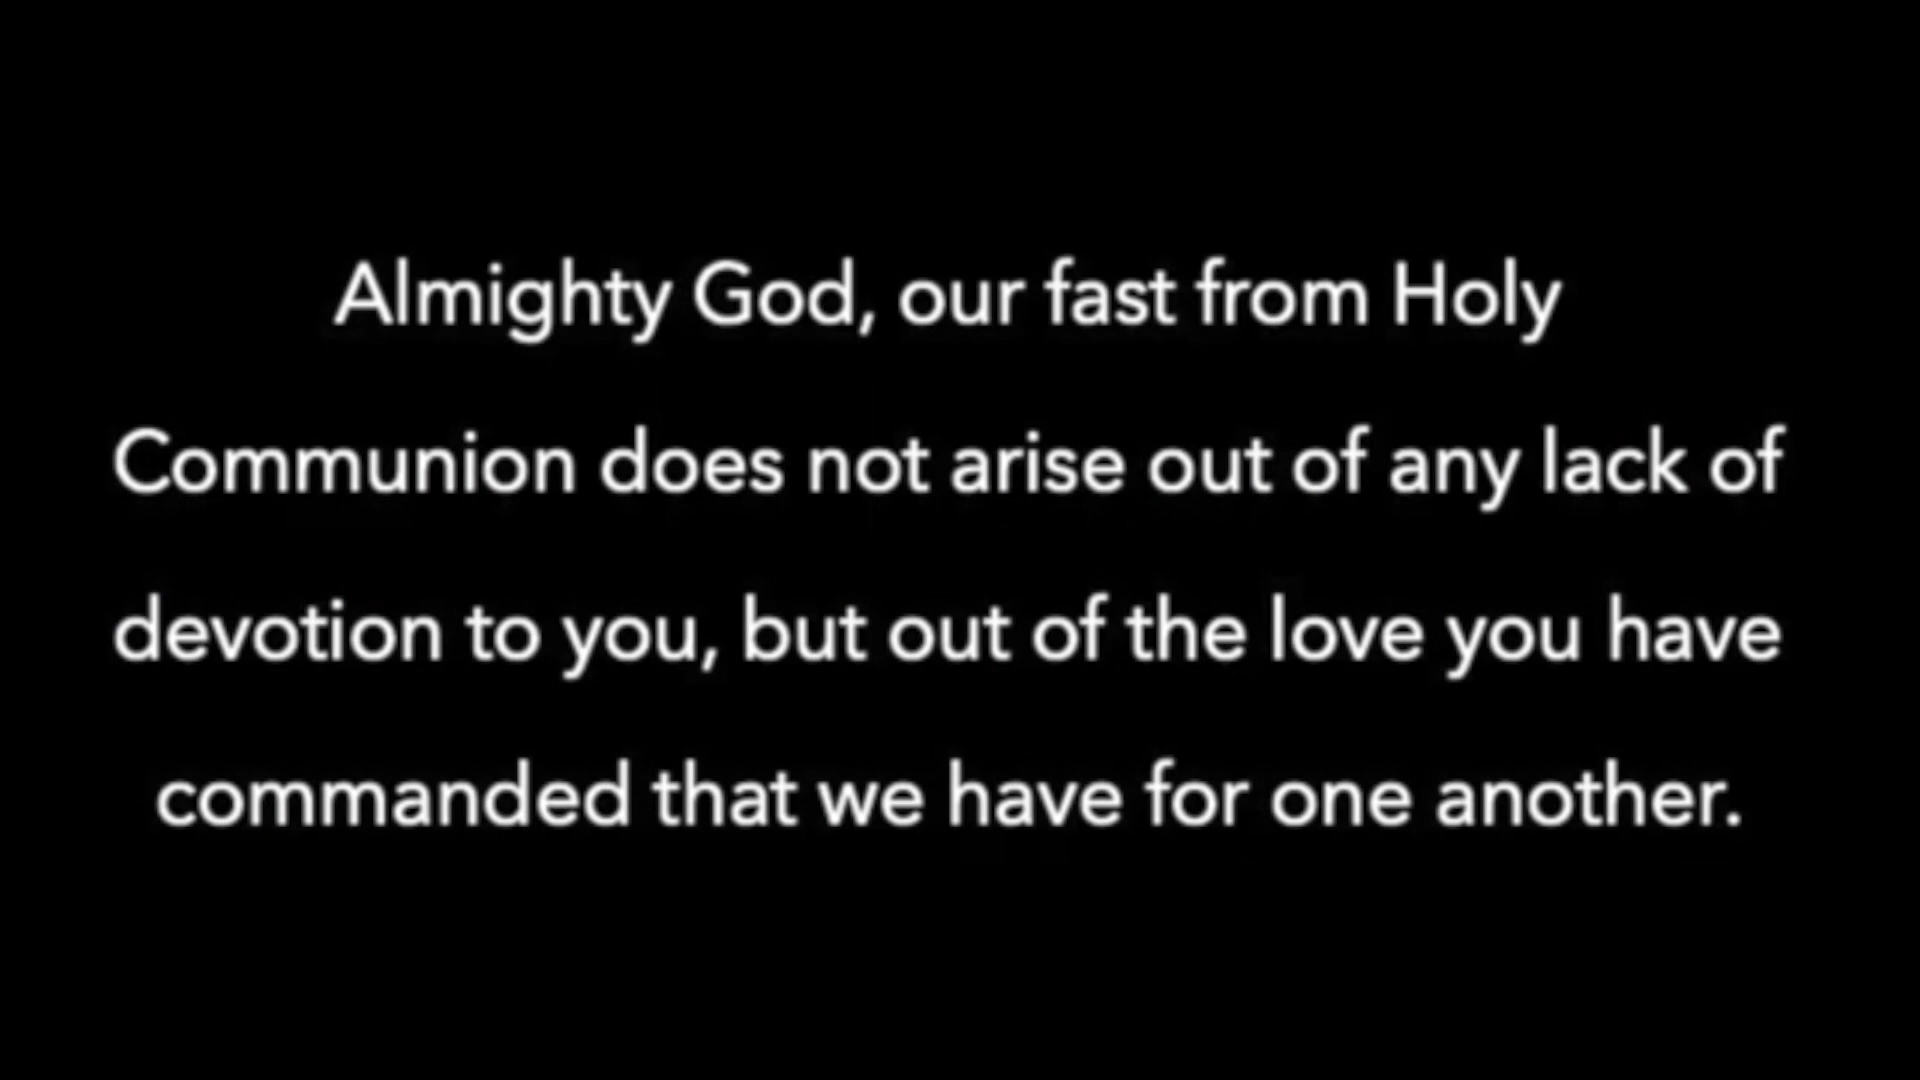 Almighty God, our fast from Holy
Communion does not arise out of any lack of
devotion to you, but out of the love you have
commanded that we have for one another.